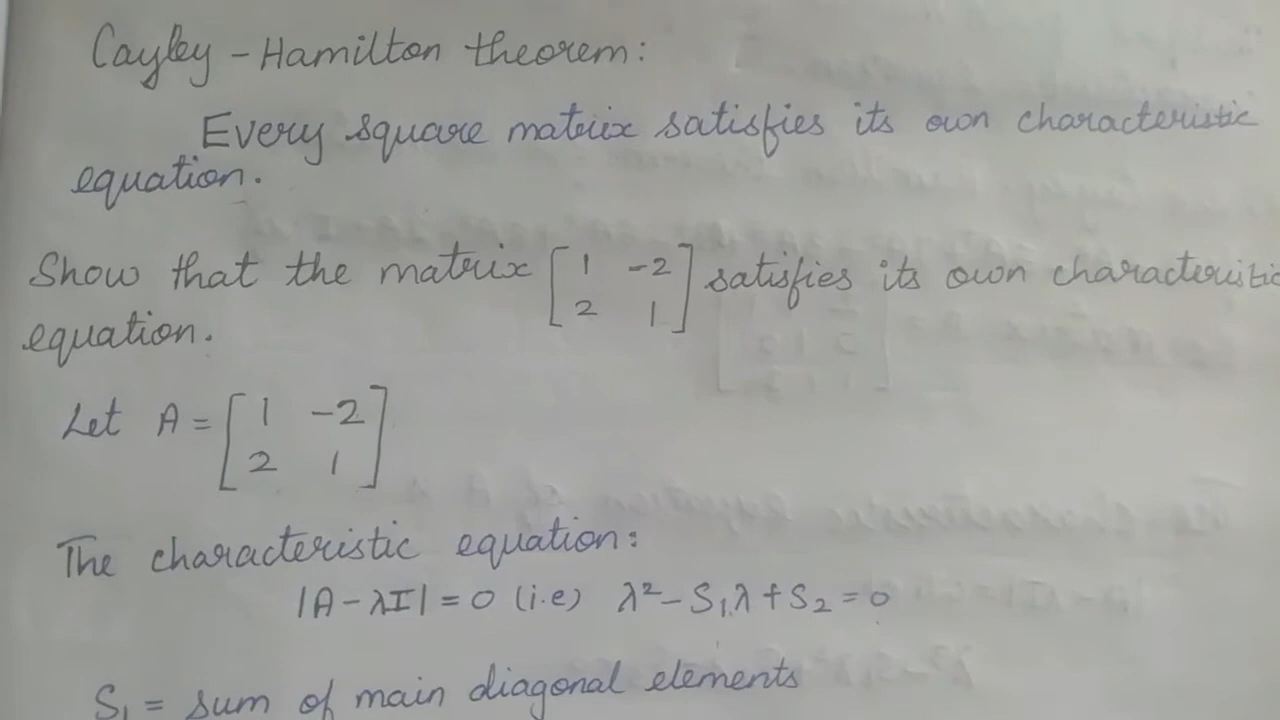 Cayley - Hamilton theorem:
Every square matrix satisfies its own characteristic
equation.
Show that the matrix [1 -2
2 1] satisfies its own characteristic
equation.
Let A = [1 -2
2 1]
The characteristic equation:
|A - λI| = 0 (i.e) λ² - S₁λ + S₂ = 0
S₁ = sum of main diagonal elements